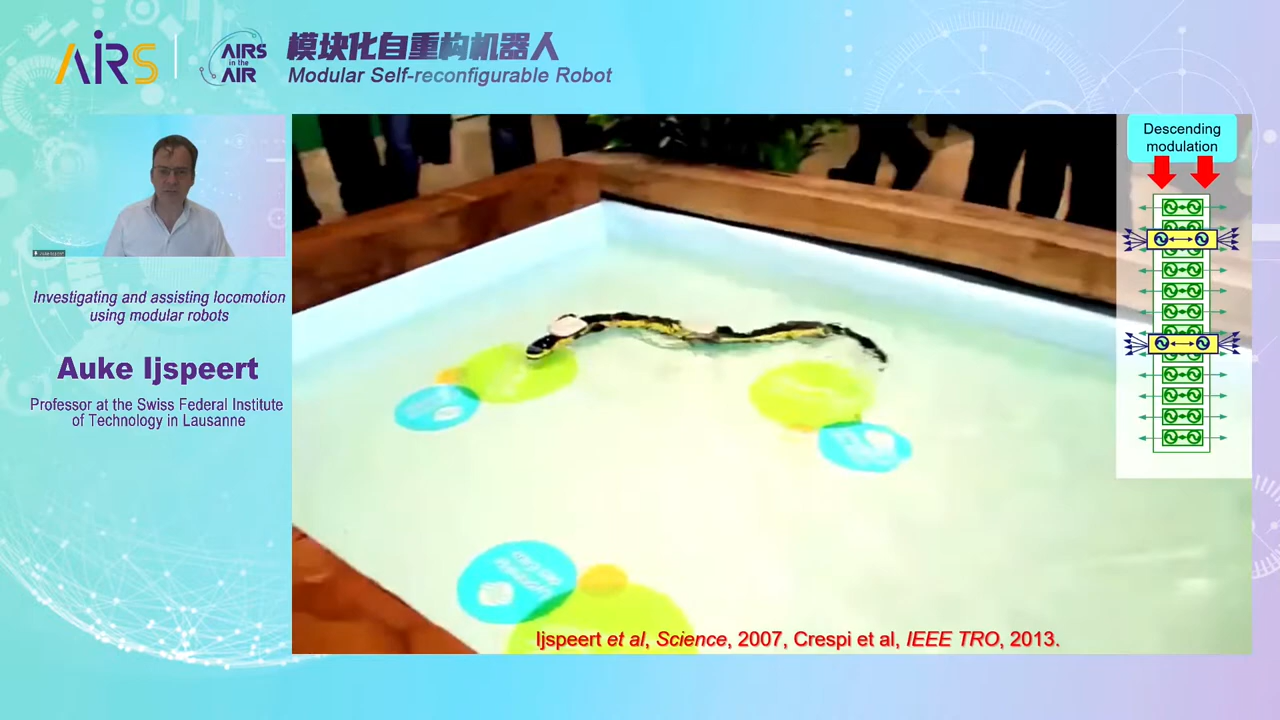 AIRS
AIRS
in the
AIR
模块化自重构机器人
Modular Self-reconfigurable Robot
Investigating and assisting locomotion
using modular robots
Auke Ijspeert
Professor at the Swiss Federal Institute
of Technology in Lausanne
Descending
modulation
Ijspeert et al, Science, 2007, Crespi et al, IEEE TRO, 2013.